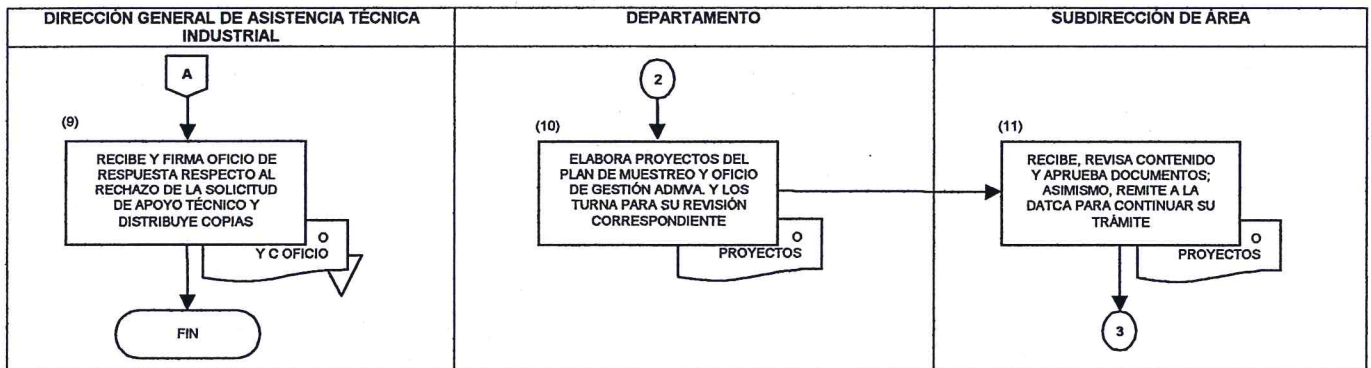 DIRECCIÓN GENERAL DE ASISTENCIA TÉCNICA
INDUSTRIAL
A
(9)
RECIBE Y FIRMA OFICIO DE
RESPUESTA RESPECTO AL
RECHAZO DE LA SOLICITUD
DE APOYO TÉCNICO Y
DISTRIBUYE COPIAS
O
Y C OFICIO
FIN
DEPARTAMENTO
2
(10)
ELABORA PROYECTOS DEL
PLAN DE MUESTREO Y OFICIO
DE GESTIÓN ADMVA. Y LOS
TURNA PARA SU REVISIÓN
CORRESPONDIENTE
O
PROYECTOS
SUBDIRECCIÓN DE ÁREA
(11)
RECIBE, REVISA CONTENIDO
Y APRUEBA DOCUMENTOS;
ASIMISMO, REMITE A LA
DATCA PARA CONTINUAR SU
TRÁMITE
O
PROYECTOS
3